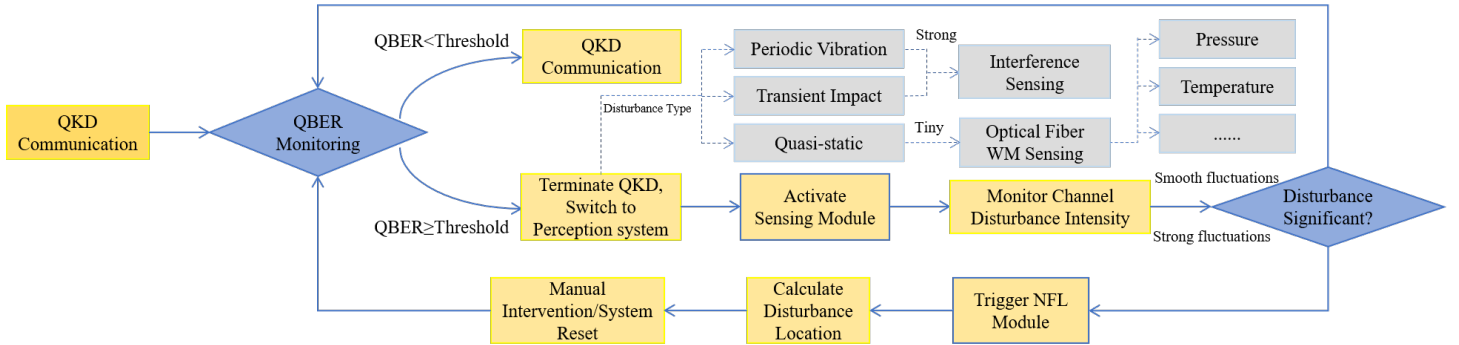 QKD
Communication
QBER
Monitoring
QBER<Threshold
QKD
Communication
QBER≥Threshold
Terminate QKD,
Switch to
Perception system
Disturbance Type
Periodic Vibration
Transient Impact
Quasi-static
Strong
Tiny
Interference
Sensing
Optical Fiber
WM Sensing
Pressure
Temperature
......
Activate
Sensing Module
Monitor Channel
Disturbance Intensity
Smooth fluctuations
Strong fluctuations
Disturbance
Significant?
Trigger NFL
Module
Calculate
Disturbance
Location
Manual
Intervention/System
Reset